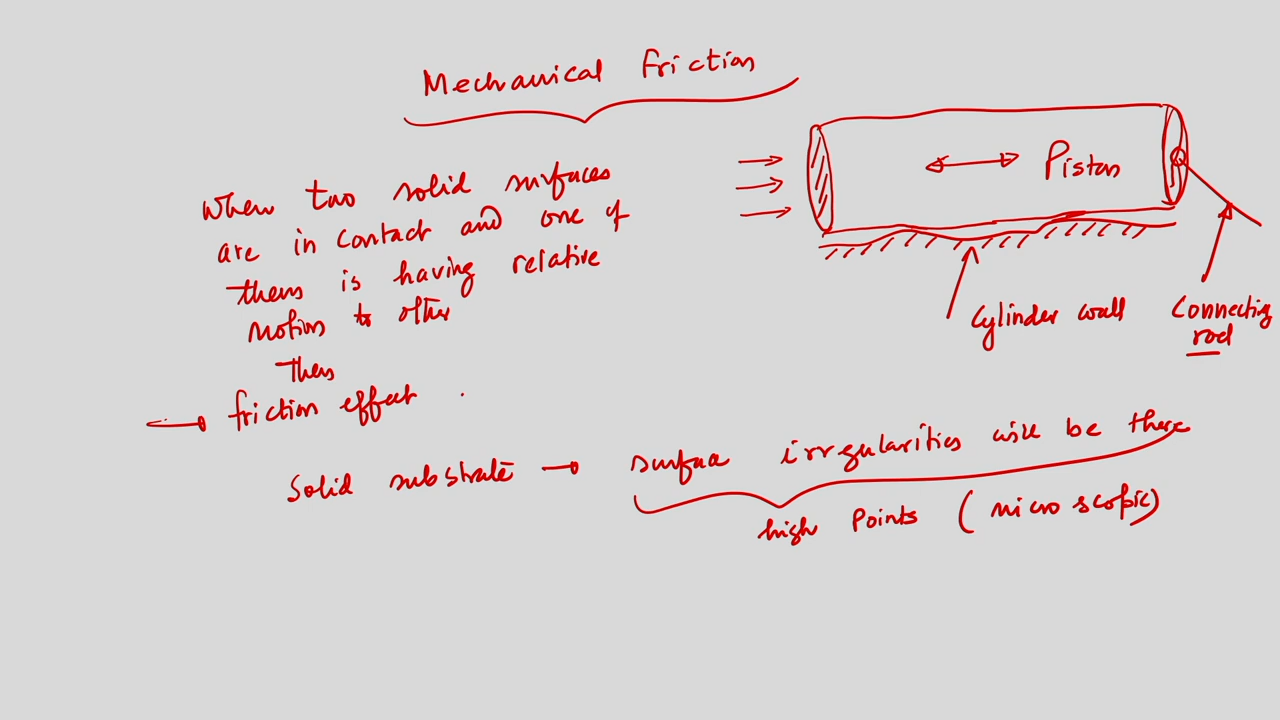 Mechanical Friction
When two solid surfaces
are in contact and one of
them is having relative
motion to other
then
→ friction effect .
Piston
Cylinder wall
Connecting
rod
Solid substrate → surface irregularities will be there
high points (microscopic)